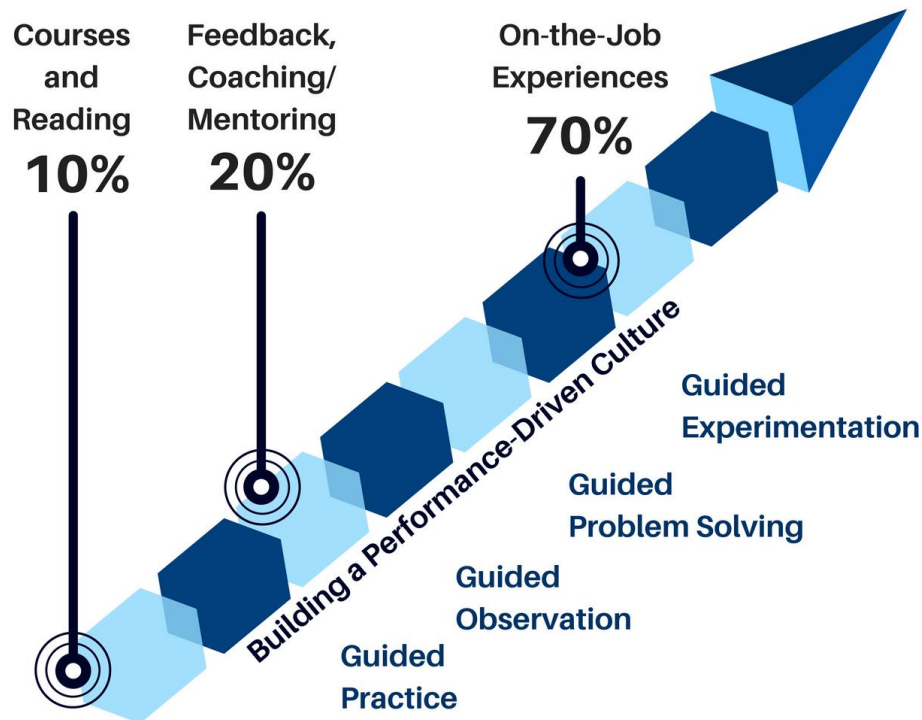 Courses
and
Reading
10%
Feedback,
Coaching/
Mentoring
20%
On-the-Job
Experiences
70%
Building a Performance-Driven Culture
Guided
Experimentation
Guided
Problem Solving
Guided
Observation
Guided
Practice